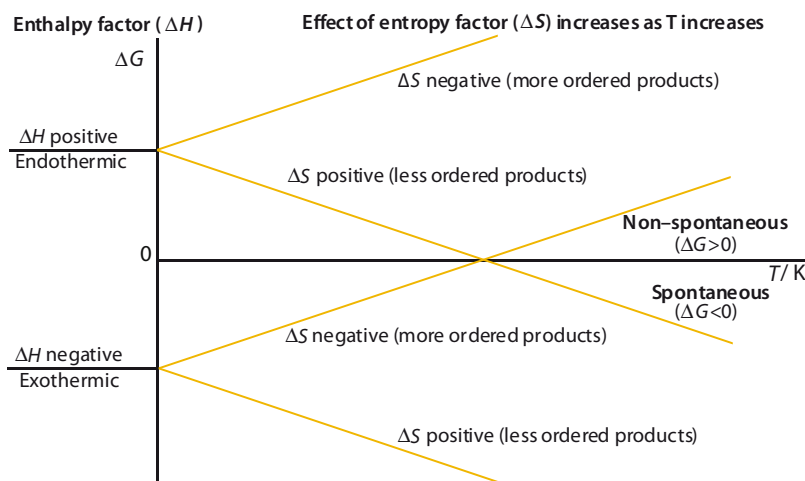 Enthalpy factor (ΔH)
Effect of entropy factor (ΔS) increases as T increases
ΔG
ΔS negative (more ordered products)
ΔH positive
Endothermic
ΔS positive (less ordered products)
Non–spontaneous
(ΔG>0)
0
T/ K
Spontaneous
(ΔG<0)
ΔS negative (more ordered products)
ΔH negative
Exothermic
ΔS positive (less ordered products)